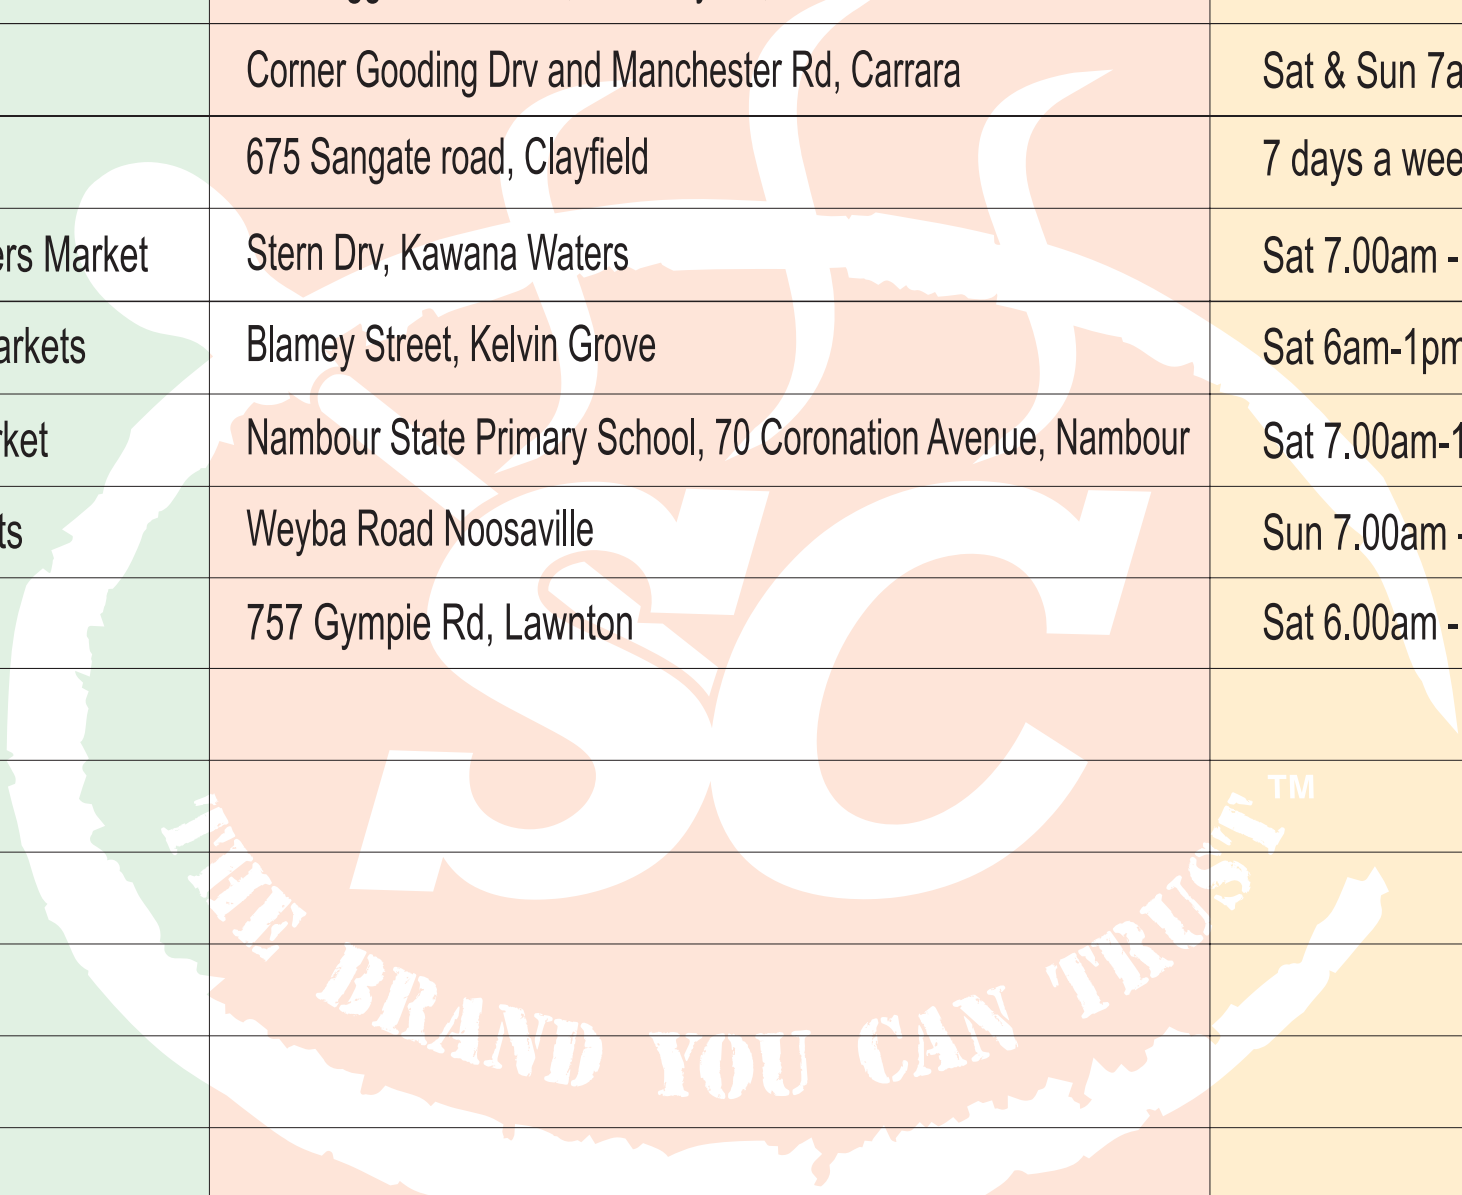 Corner Gooding Drv and Manchester Rd, Carrara Sat & Sun 7a
675 Sangate road, Clayfield 7 days a wee
ers Market Stern Drv, Kawana Waters Sat 7.00am -
arkets Blamey Street, Kelvin Grove Sat 6am-1pm
rket Nambour State Primary School, 70 Coronation Avenue, Nambour Sat 7.00am-1
ts Weyba Road Noosaville Sun 7.00am -
757 Gympie Rd, Lawnton Sat 6.00am -
SC
TM
THE BRAND YOU CAN TRUST